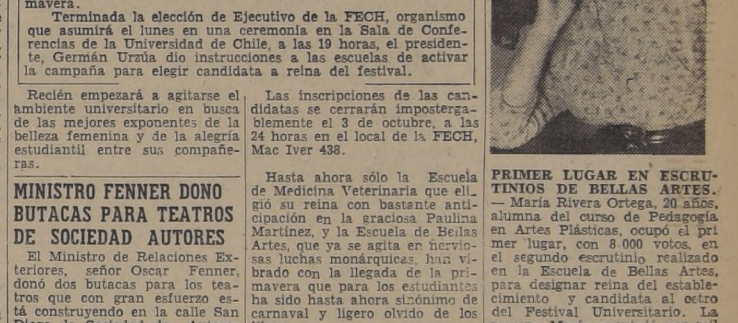 mavera.
Terminada la elección de Ejecutivo de la FECH, organismo
que asumirá el lunes en una ceremonia en la Sala de Confe-
rencias de la Universidad de Chile, a las 19 horas, el presiden-
te, Germán Urzúa dio instrucciones a las escuelas de activar
la campaña para elegir candidata a reina del festival.
Recién empezará a agitarse el
ambiente universitario en busca
de las mejores exponentes de la
belleza femenina y de la alegría
estudiantil entre sus compañe-
ras.
MINISTRO FENNER DONO
BUTACAS PARA TEATROS
DE SOCIEDAD AUTORES
El Ministro de Relaciones Ex-
teriores, señor Oscar Fenner,
donó dos butacas para los tea-
tros que con gran esfuerzo es-
tá construyendo en la calle San
Las inscripciones de las can-
didatas se cerrarán imposterga-
blemente el 3 de octubre, a las
24 horas en el local de la FECH,
Mac Iver 438.
Hasta ahora sólo la Escuela
de Medicina Veterinaria que eli-
gió su reina con bastante anti-
cipación en la graciosa Paulina
Martínez, y la Escuela de Bellas
Artes, que ya se agita en nervio-
sas luchas monárquicas, han vi-
brado con la llegada de la pri-
mavera que para los estudiantes
ha sido hasta ahora sinónimo de
carnaval y ligero olvido de los
PRIMER LUGAR EN ESCRU-
TINIOS DE BELLAS ARTES.
— María Rivera Ortega, 20 años,
alumna del curso de Pedagogía
en Artes Plásticas, ocupó el pri
mer lugar, con 8.000 votos, en
el segundo escrutinio realizado
en la Escuela de Bellas Artes,
para designar reina del estable-
cimiento y candidata al cetro
del Festival Universitario. La